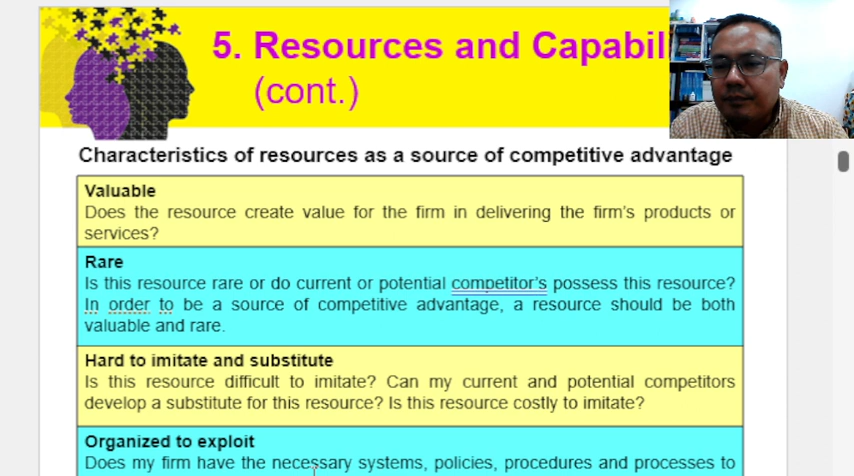 5. Resources and Capabil
(cont.)
Characteristics of resources as a source of competitive advantage
Valuable
Does the resource create value for the firm in delivering the firm's products or
services?
Rare
Is this resource rare or do current or potential competitor's possess this resource?
In order to be a source of competitive advantage, a resource should be both
valuable and rare.
Hard to imitate and substitute
Is this resource difficult to imitate? Can my current and potential competitors
develop a substitute for this resource? Is this resource costly to imitate?
Organized to exploit
Does my firm have the necessary systems, policies, procedures and processes to